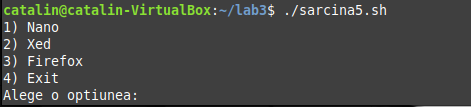 catalin@catalin-VirtualBox:~/lab3$ ./sarcina5.sh
1) Nano
2) Xed
3) Firefox
4) Exit
Alege o optiunea: